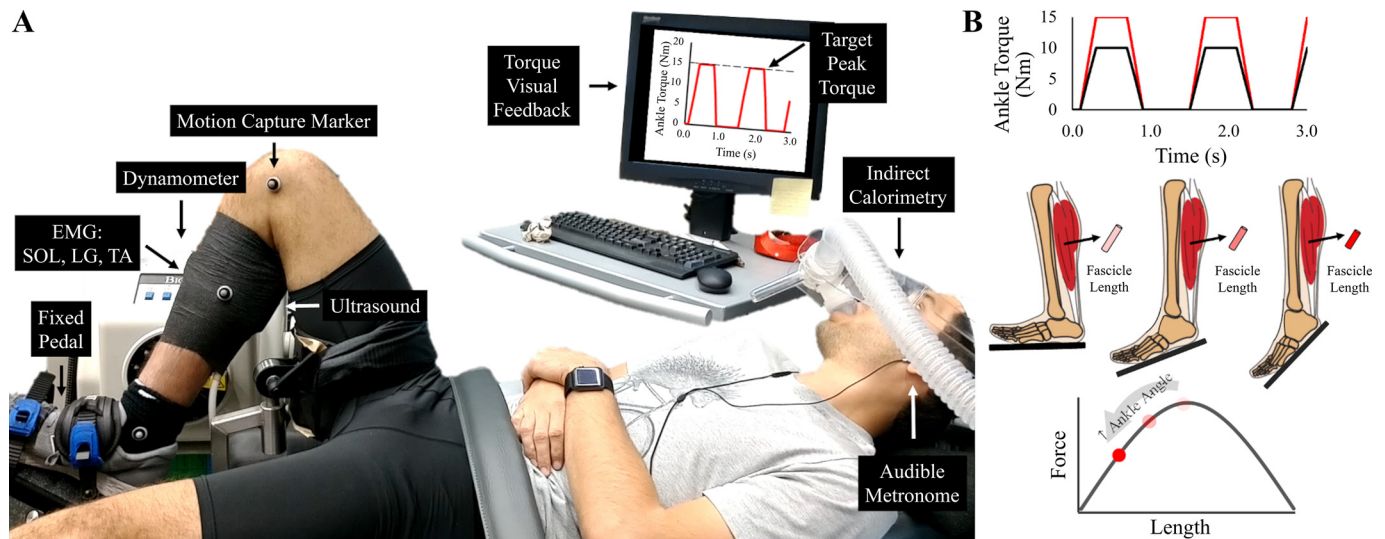 A
Motion Capture Marker
Dynamometer
EMG:
SOL, LG, TA
Fixed
Pedal
Ultrasound
Torque
Visual
Feedback
Ankle Torque (Nm)
20
15
10
5
0
0.0
1.0
2.0
3.0
Time (s)
Target
Peak
Torque
Indirect
Calorimetry
Audible
Metronome
B
Ankle Torque
(Nm)
15
10
5
0
0.0
1.0
2.0
3.0
Time (s)
Fascicle
Length
Fascicle
Length
Fascicle
Length
↑ Ankle Angle
Force
Length